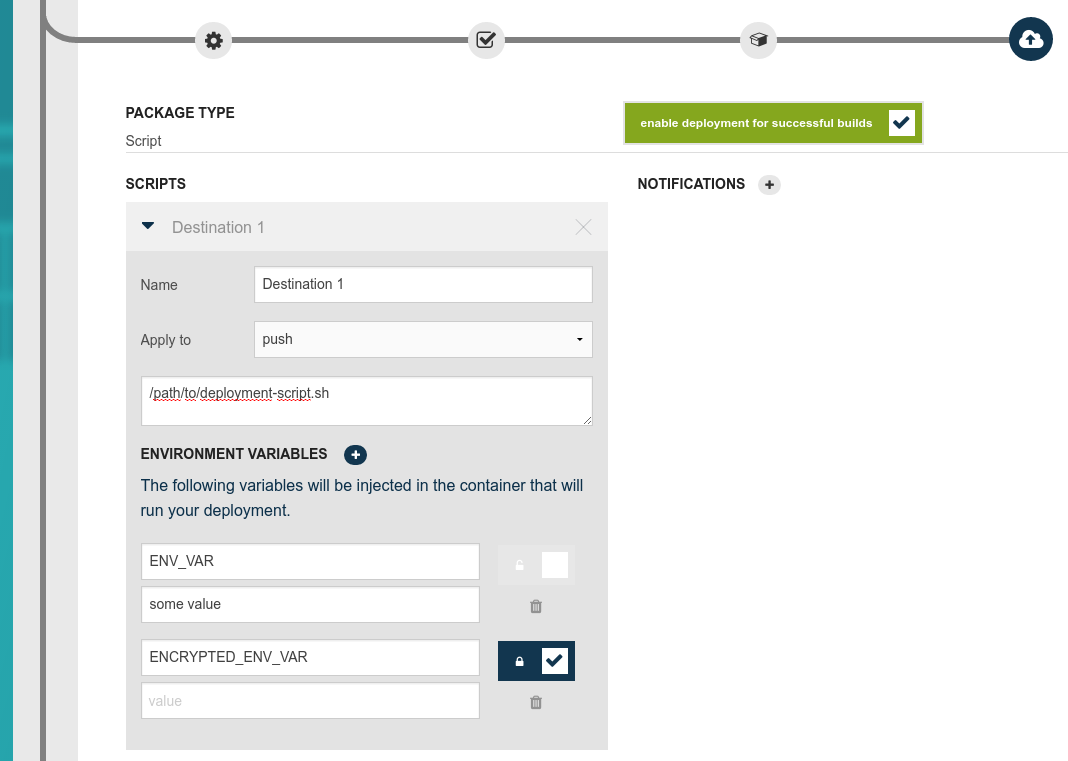 PACKAGE TYPE
Script
enable deployment for successful builds
SCRIPTS
NOTIFICATIONS
Destination 1
Name
Destination 1
Apply to
push
/path/to/deployment-script.sh
ENVIRONMENT VARIABLES
The following variables will be injected in the container that will
run your deployment.
ENV_VAR
some value
ENCRYPTED_ENV_VAR
value